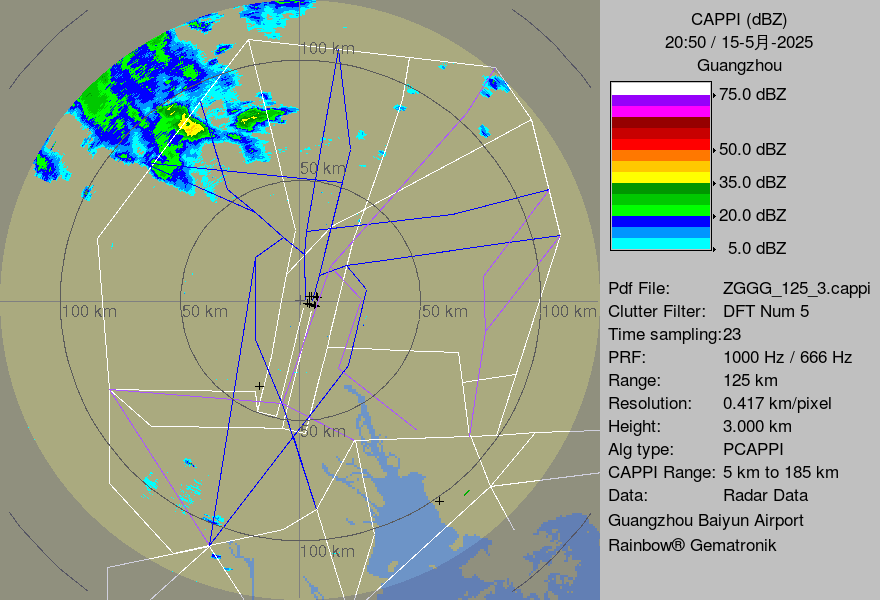 CAPPI (dBZ)
20:50 / 15-5月-2025
Guangzhou
75.0 dBZ
50.0 dBZ
35.0 dBZ
20.0 dBZ
5.0 dBZ
Pdf File: ZGGG_125_3.cappi
Clutter Filter: DFT Num 5
Time sampling:23
PRF: 1000 Hz / 666 Hz
Range: 125 km
Resolution: 0.417 km/pixel
Height: 3.000 km
Alg type: PCAPPI
CAPPI Range: 5 km to 185 km
Data: Radar Data
Guangzhou Baiyun Airport
Rainbow® Gematronik
100 km
50 km
100 km
50 km
50 km
100 km
50 km
100 km